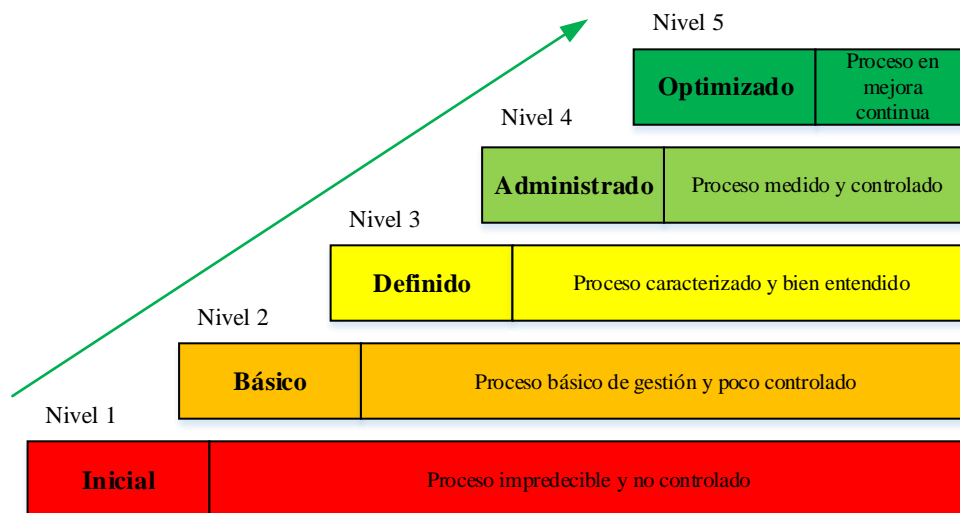 Nivel 5
Optimizado
Proceso en
mejora
continua
Nivel 4
Administrado
Proceso medido y controlado
Nivel 3
Definido
Proceso caracterizado y bien entendido
Nivel 2
Básico
Proceso básico de gestión y poco controlado
Nivel 1
Inicial
Proceso impredecible y no controlado